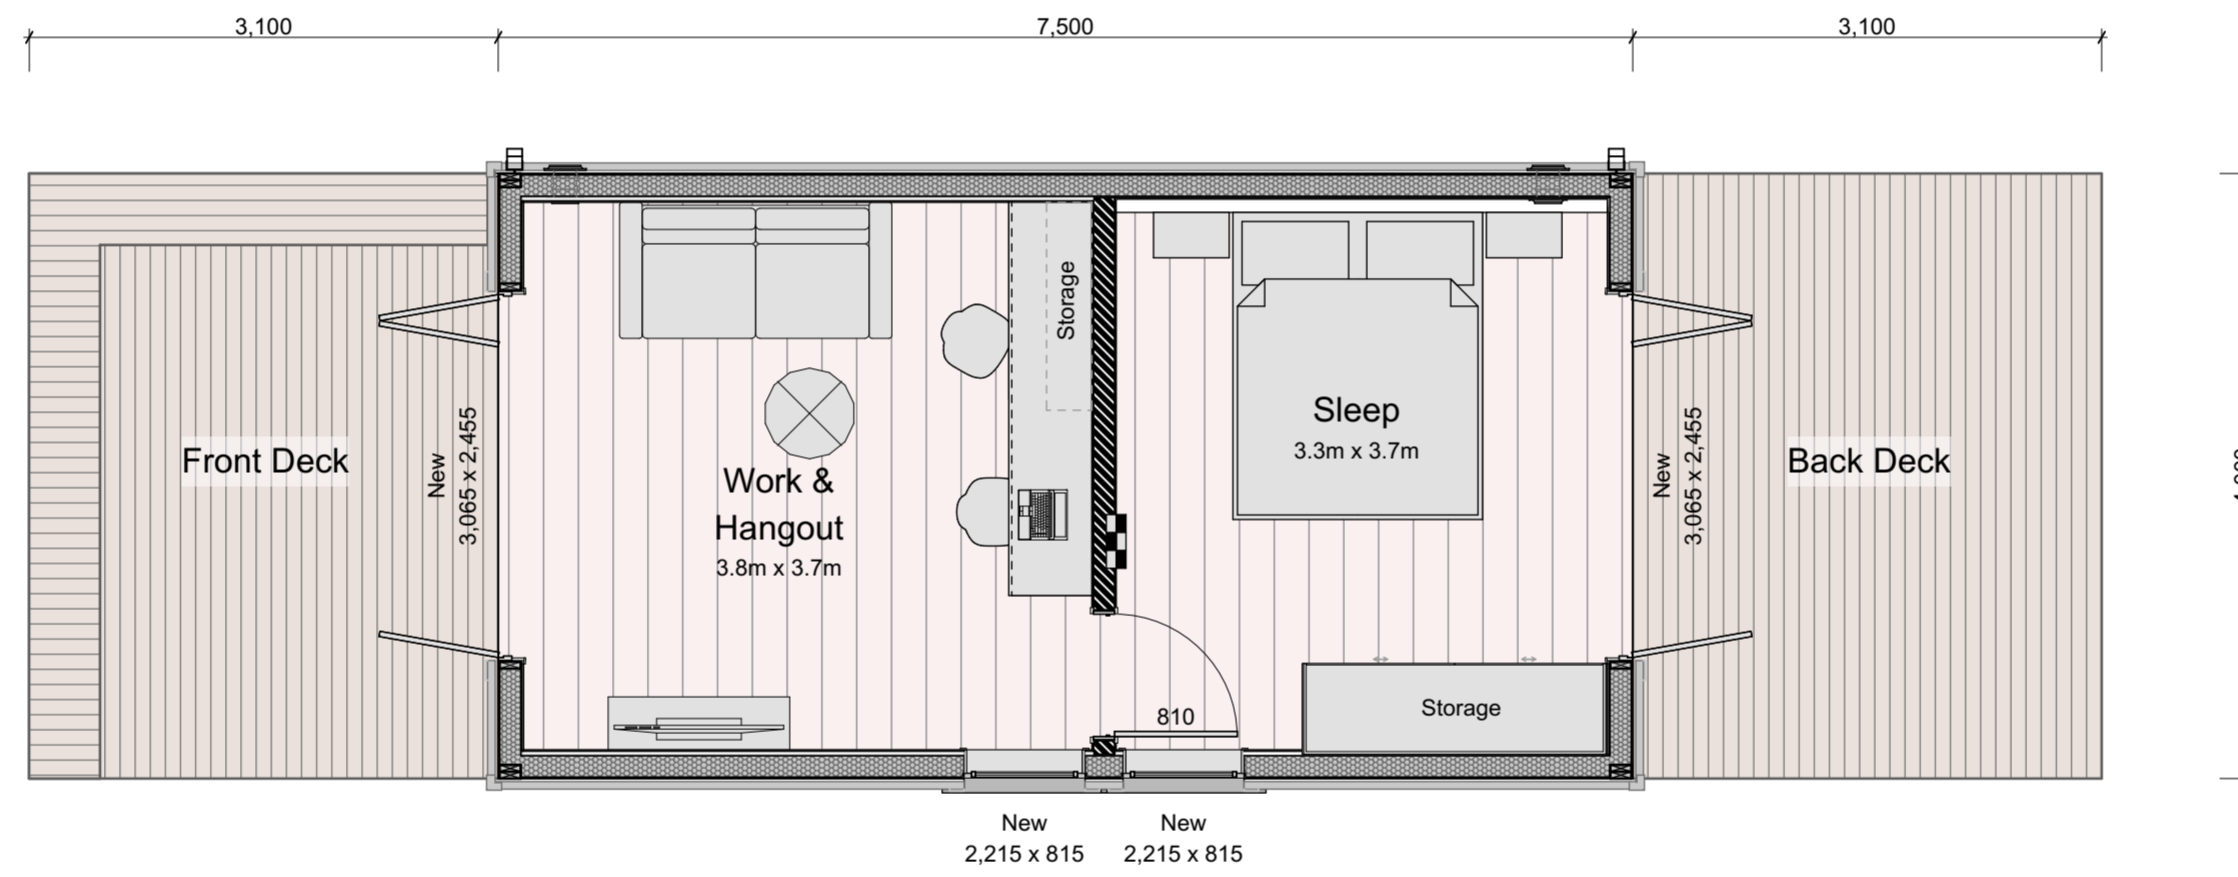 3,100
7,500
3,100
Storage
Sleep
3.3m x 3.7m
Front Deck
New
3,065 x 2,455
Work &
Hangout
3.8m x 3.7m
New
3,065 x 2,455
Back Deck
810
Storage
New
2,215 x 815
New
2,215 x 815